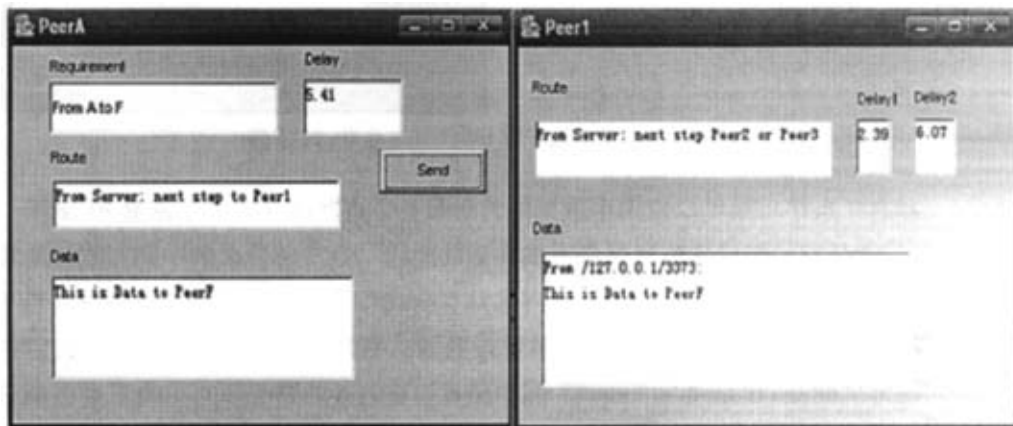 PeerA
Requirement
Delay
From A to F
5.41
Route
Send
From Server: next step to Peer1
Data
This is Data to PeerF
Peer1
Route
Delay1
Delay2
From Server: next step Peer2 or Peer3
2.39
6.07
Data
From /127.0.0.1/3373:
This is Data to PeerF